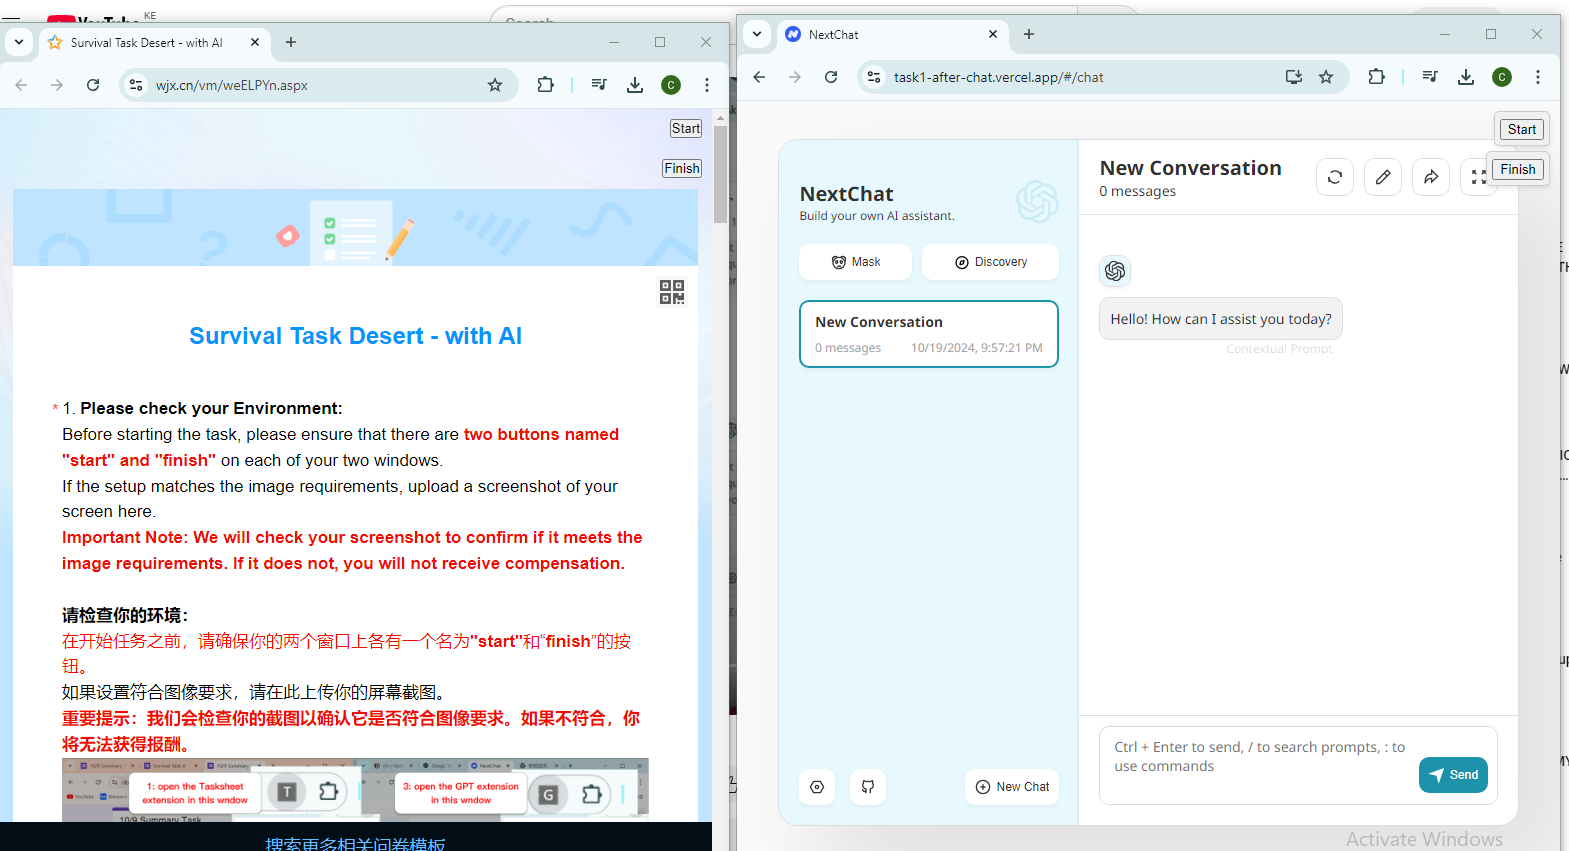 YouTube KE
Search
Survival Task Desert - with AI
wjx.cn/vm/weELPYn.aspx
C
Start
Finish
Survival Task Desert - with AI
* 1. Please check your Environment:
Before starting the task, please ensure that there are two buttons named
"start" and "finish" on each of your two windows.
If the setup matches the image requirements, upload a screenshot of your
screen here.
Important Note: We will check your screenshot to confirm if it meets the
image requirements. If it does not, you will not receive compensation.
请检查你的环境：
在开始任务之前，请确保你的两个窗口上各有一个名为"start"和“finish”的按
钮。
如果设置符合图像要求，请在此上传你的屏幕截图。
重要提示：我们会检查你的截图以确认它是否符合图像要求。如果不符合，你
将无法获得报酬。
1: open the Tasksheet
extension in this wndow
T
3: open the GPT extension
in this wndow
G
10/9 Summary Task
搜索更多相关问卷模板
NextChat
task1-after-chat.vercel.app/#/chat
C
Start
Finish
NextChat
Build your own AI assistant.
Mask
Discovery
New Conversation
0 messages 10/19/2024, 9:57:21 PM
New Chat
New Conversation
0 messages
Hello! How can I assist you today?
Contextual Prompt
Ctrl + Enter to send, / to search prompts, : to
use commands
Send
Activate Windows